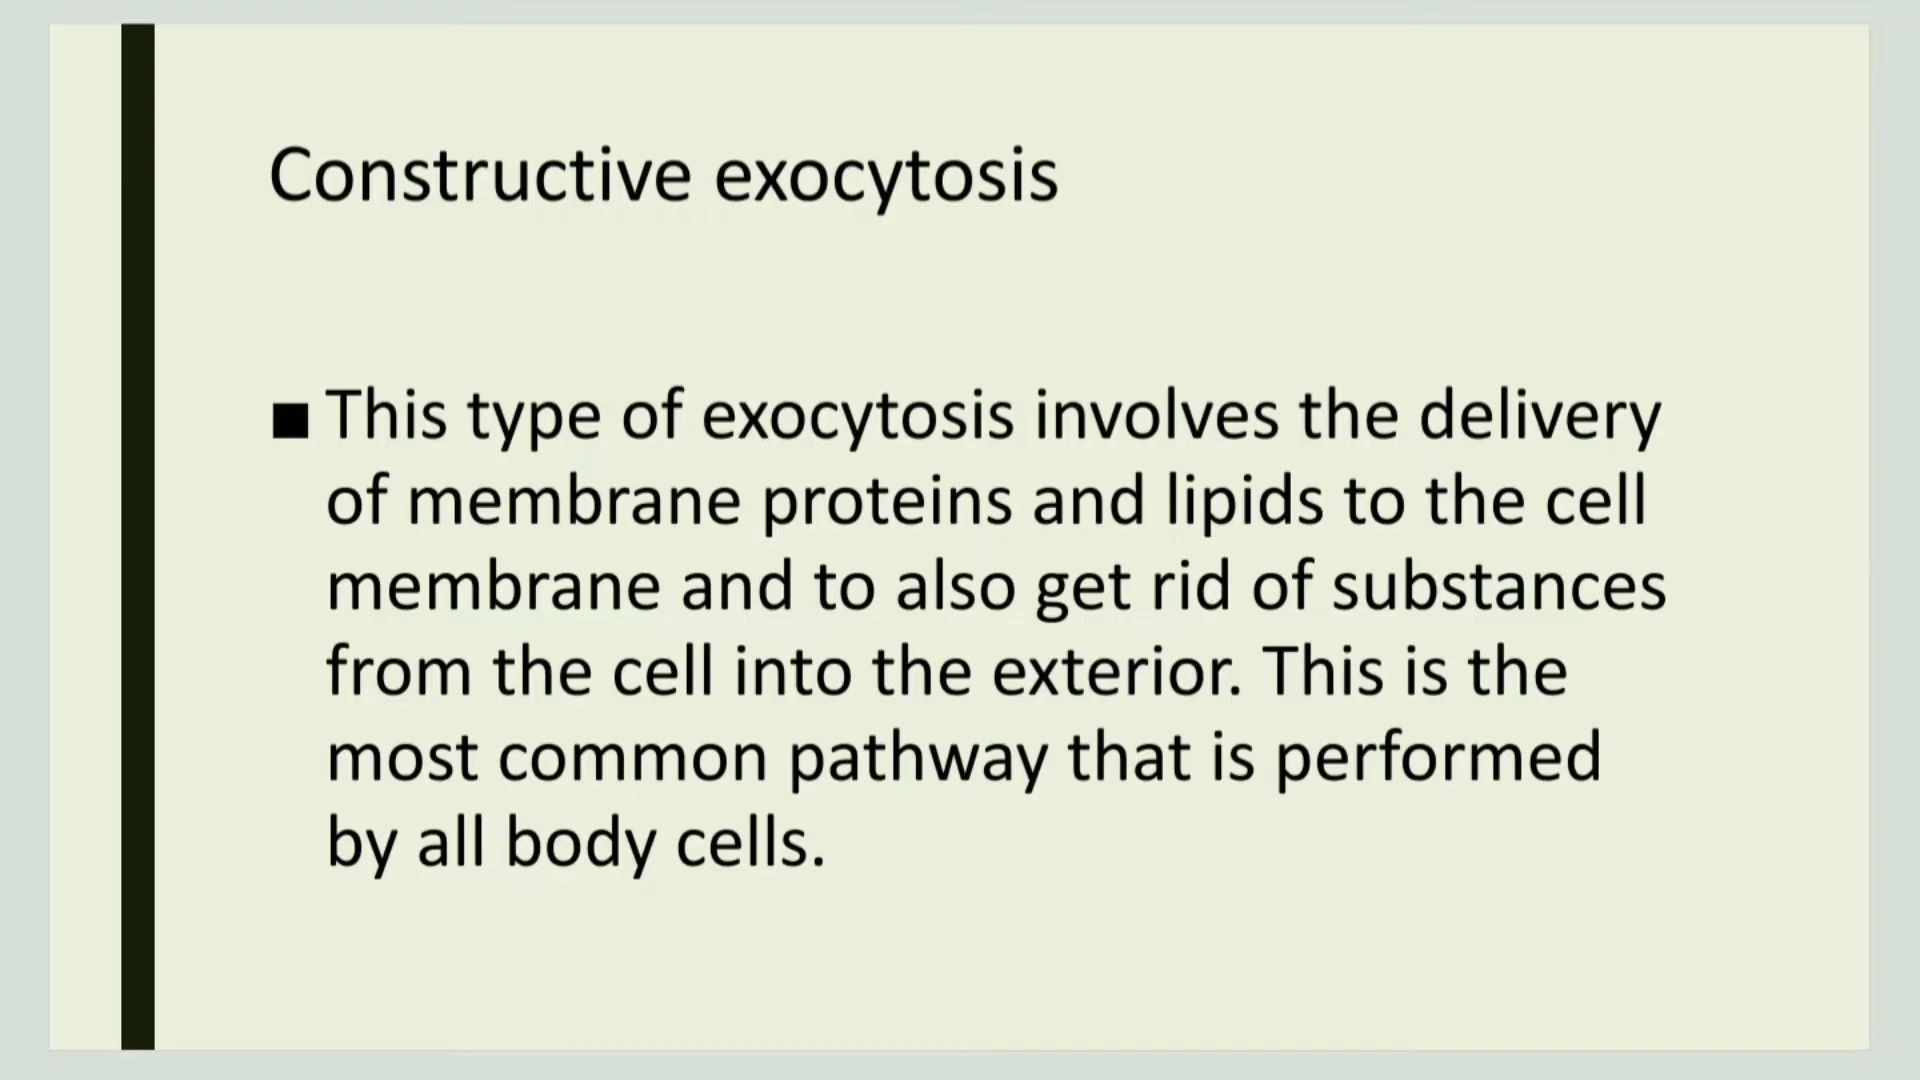 Constructive exocytosis
■ This type of exocytosis involves the delivery
of membrane proteins and lipids to the cell
membrane and to also get rid of substances
from the cell into the exterior. This is the
most common pathway that is performed
by all body cells.